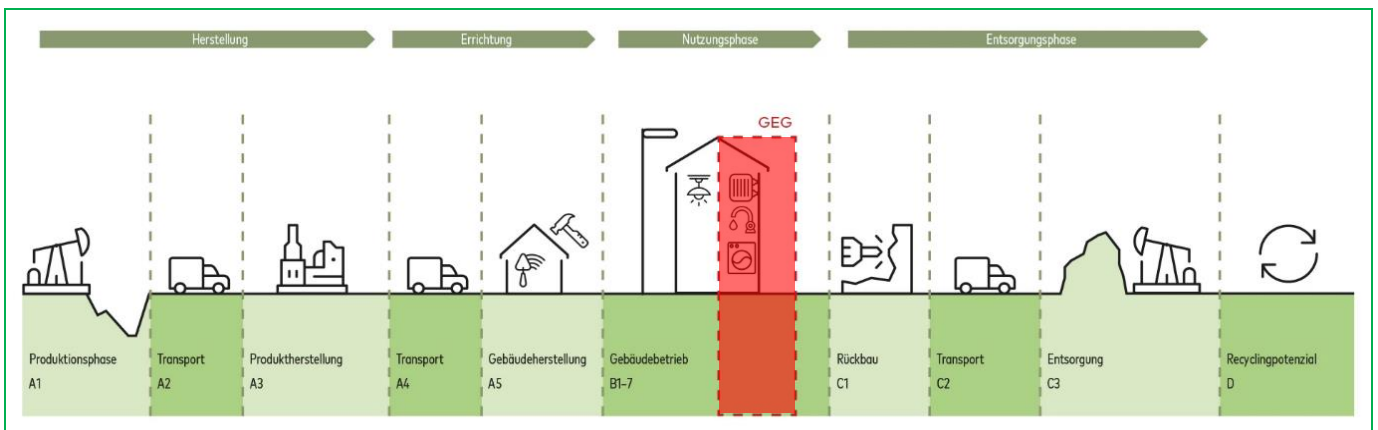 Herstellung
Errichtung
Nutzungsphase
Entsorgungsphase
GEG
Produktionsphase
A1
Transport
A2
Produktherstellung
A3
Transport
A4
Gebäudeherstellung
A5
Gebäudebetrieb
B1–7
Rückbau
C1
Transport
C2
Entsorgung
C3
Recyclingpotenzial
D